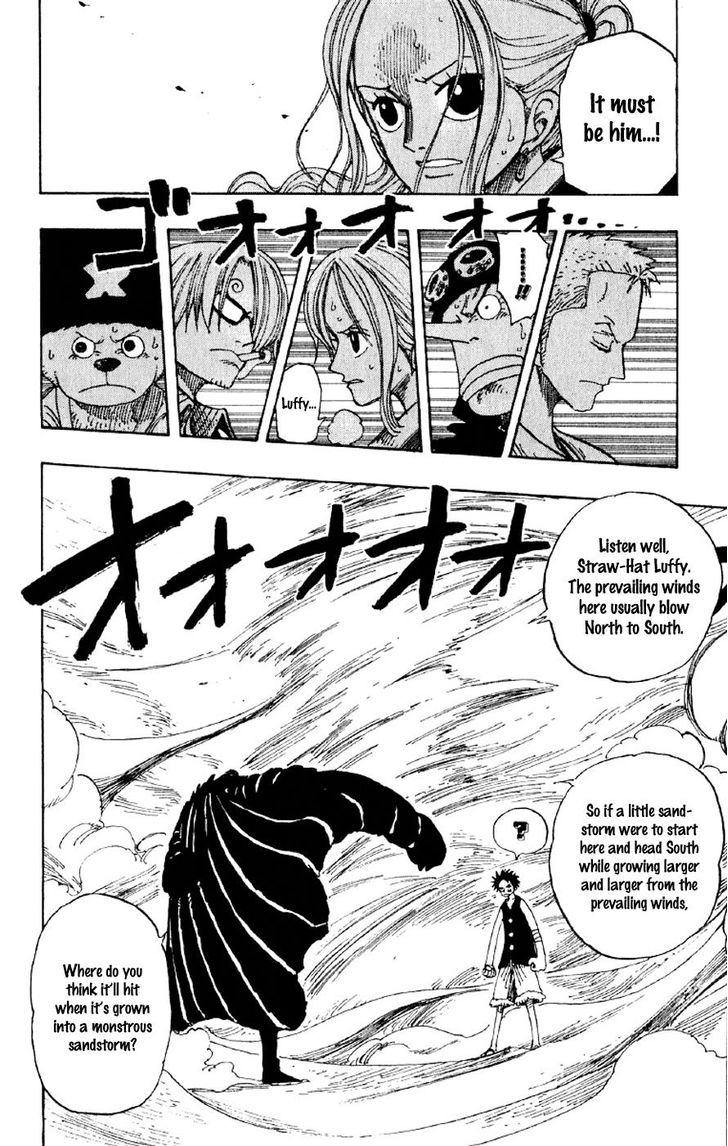 It must
be him...!
ゴオオオオオ......
......!!
Luffy...
オオオオオ
Listen well,
Straw-Hat Luffy.
The prevailing winds
here usually blow
North to South.
So if a little sand-
storm were to start
here and head South
while growing larger
and larger from the
prevailing winds,
?
Where do you
think it'll hit
when it's grown
into a monstrous
sandstorm?